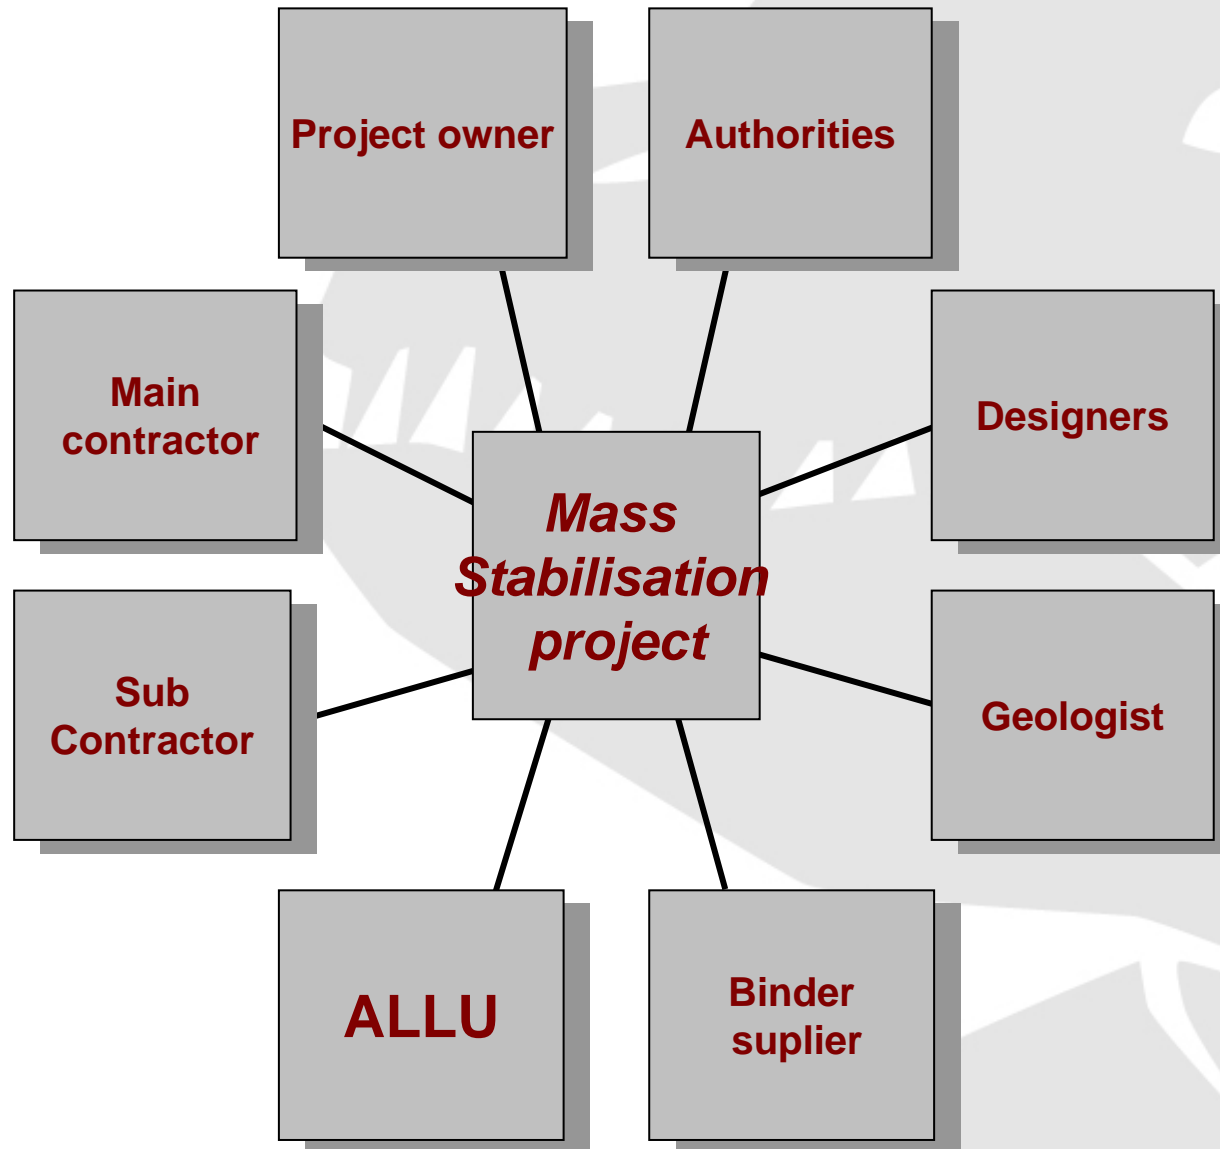 Project owner
Authorities
Main
contractor
Designers
Mass
Stabilisation
project
Sub
Contractor
Geologist
ALLU
Binder
suplier